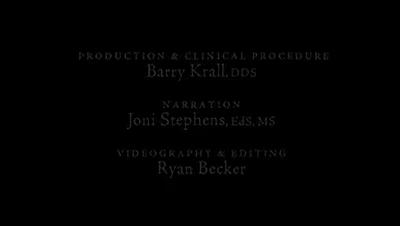 PRODUCTION & CLINICAL PROCEDURE
Barry Krall, DDS
NARRATION
Joni Stephens, EdS, MS
VIDEOGRAPHY & EDITING
Ryan Becker